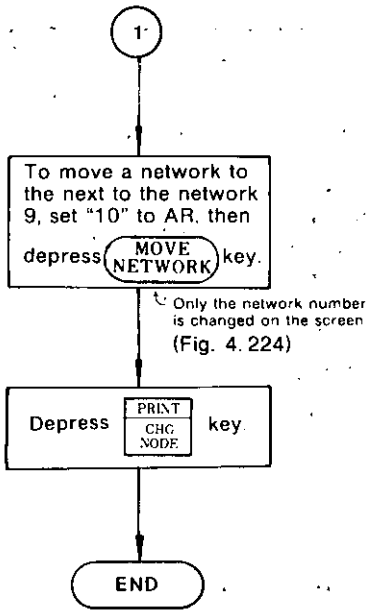 1
To move a network to
the next to the network
9, set "10" to AR, then
depress MOVE NETWORK key.
Only the network number
is changed on the screen
(Fig. 4. 224)
Depress PRINT CHG NODE key.
END